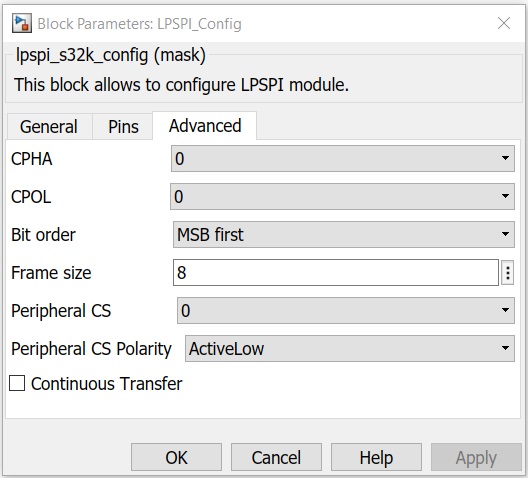 Block Parameters: LPSPI_Config
lpspi_s32k_config (mask)
This block allows to configure LPSPI module.
General Pins Advanced
CPHA 0
CPOL 0
Bit order MSB first
Frame size 8
Peripheral CS 0
Peripheral CS Polarity ActiveLow
Continuous Transfer
OK Cancel Help Apply